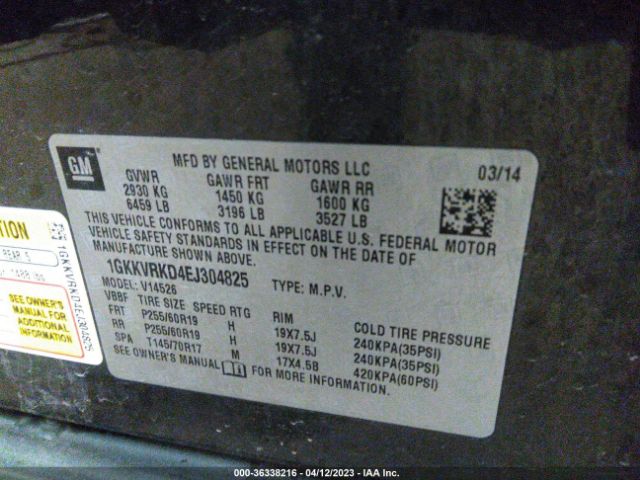 GM
MFD BY GENERAL MOTORS LLC
03/14
GVWR GAWR FRT GAWR RR
2930 KG 1450 KG 1600 KG
6459 LB 3196 LB 3527 LB
THIS VEHICLE CONFORMS TO ALL APPLICABLE U.S. FEDERAL MOTOR
VEHICLE SAFETY STANDARDS IN EFFECT ON THE DATE OF
MANUFACTURE SHOWN ABOVE.
1GKKVRKD4EJ304825 TYPE: M.P.V.
MODEL: V14526
VBBF TIRE SIZE SPEED RTG RIM COLD TIRE PRESSURE
FRT P255/60R19 H 19X7.5J 240KPA(35PSI)
RR P255/60R19 H 19X7.5J 240KPA(35PSI)
SPA T145/70R17 M 17X4.5B 420KPA(60PSI)
SEE OWNER'S MANUAL FOR MORE INFORMATION.
TION
REAR 5
1GKKVRKD4EJ304825
SEE OWNER'S
MANUAL FOR
ADDITIONAL
INFORMATION
000-36338216 - 04/12/2023 - IAA Inc.